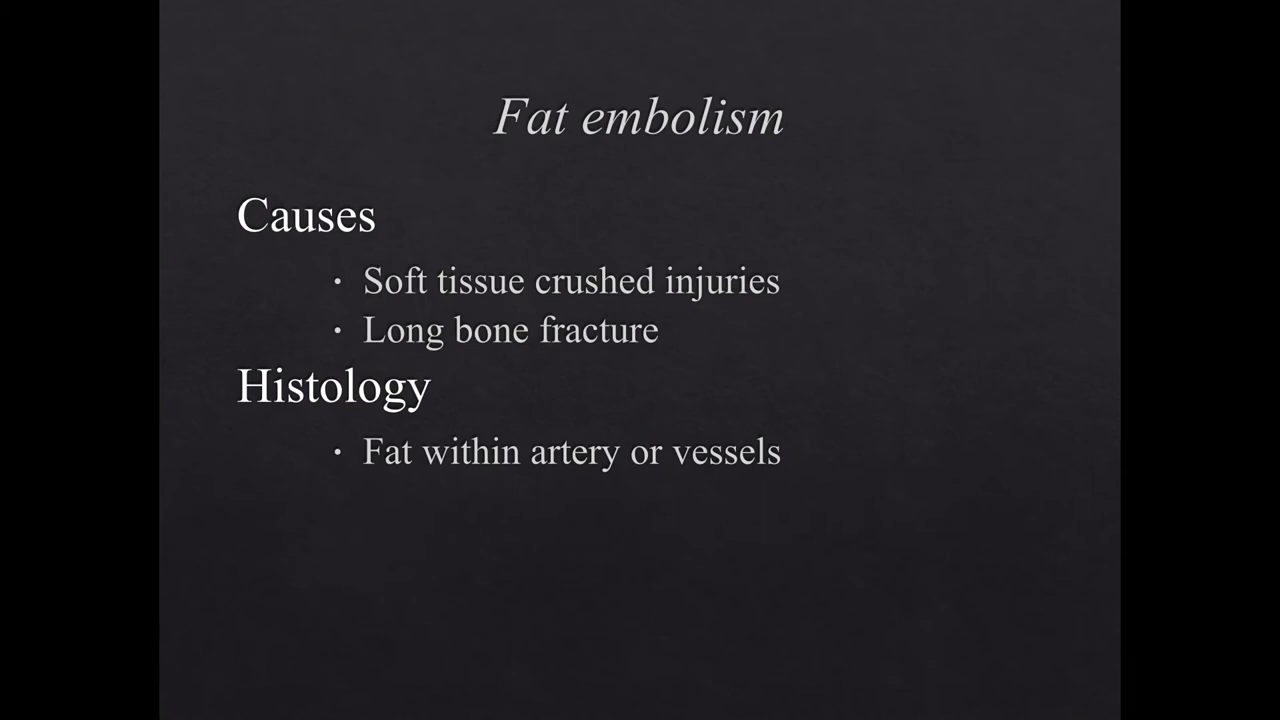 Fat embolism
Causes
• Soft tissue crushed injuries
• Long bone fracture
Histology
• Fat within artery or vessels